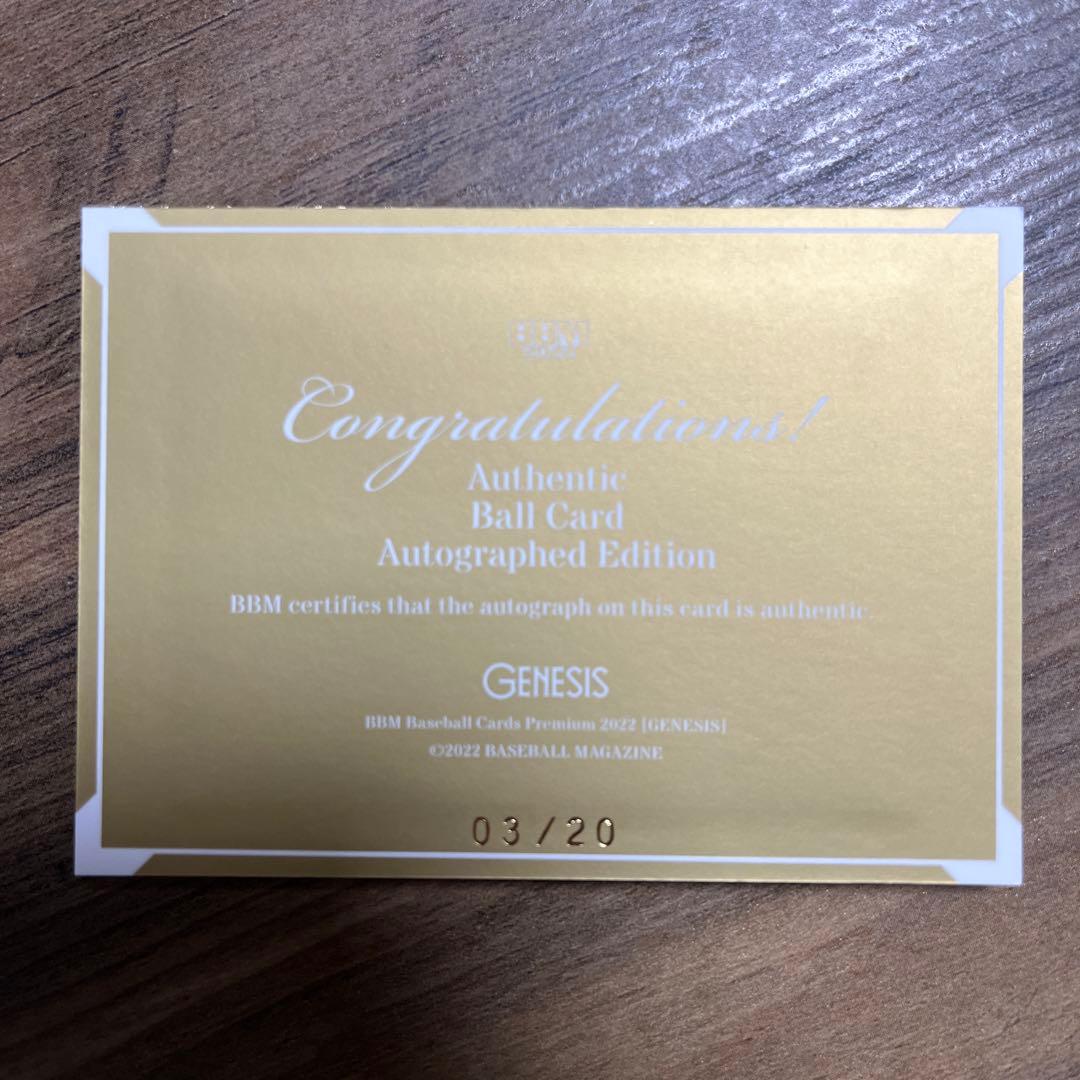 BBM
Congratulations!
Authentic
Ball Card
Autographed Edition
BBM certifies that the autograph on this card is authentic.
GENESIS
BBM Baseball Cards Premium 2022 [GENESIS]
©2022 BASEBALL MAGAZINE
03/20